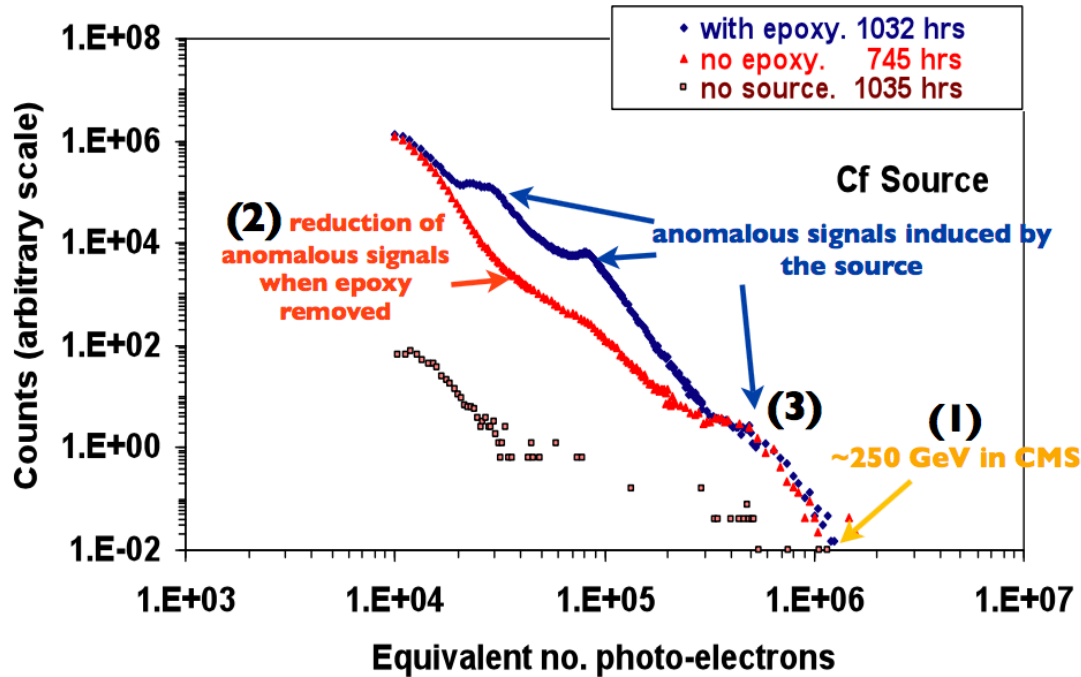 with epoxy. 1032 hrs
no epoxy. 745 hrs
no source. 1035 hrs
Counts (arbitrary scale)
1.E+08
1.E+06
1.E+04
1.E+02
1.E+00
1.E-02
Cf Source
(2) reduction of
anomalous signals
when epoxy
removed
anomalous signals induced by
the source
(3)
(1)
~250 GeV in CMS
1.E+03 1.E+04 1.E+05 1.E+06 1.E+07
Equivalent no. photo-electrons